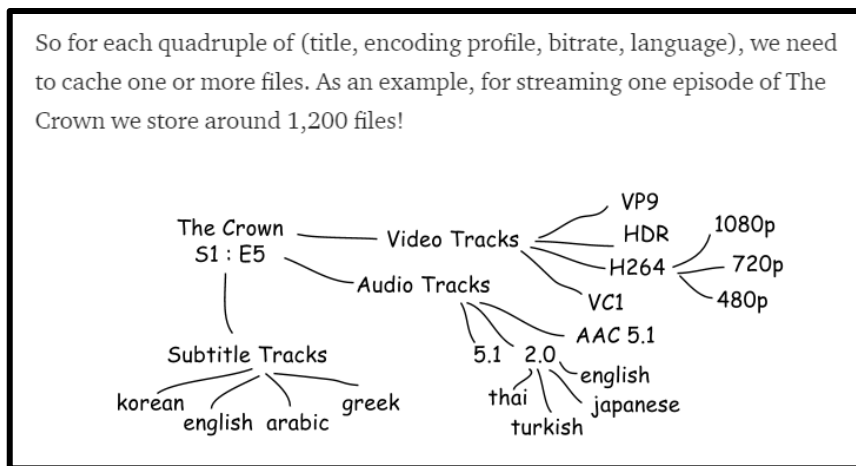 So for each quadruple of (title, encoding profile, bitrate, language), we need
to cache one or more files. As an example, for streaming one episode of The
Crown we store around 1,200 files!
The Crown
S1 : E5
Video Tracks
VP9
HDR
H264
VC1
1080p
720p
480p
Audio Tracks
5.1
2.0
AAC 5.1
thai
turkish
japanese
english
Subtitle Tracks
korean
english
arabic
greek